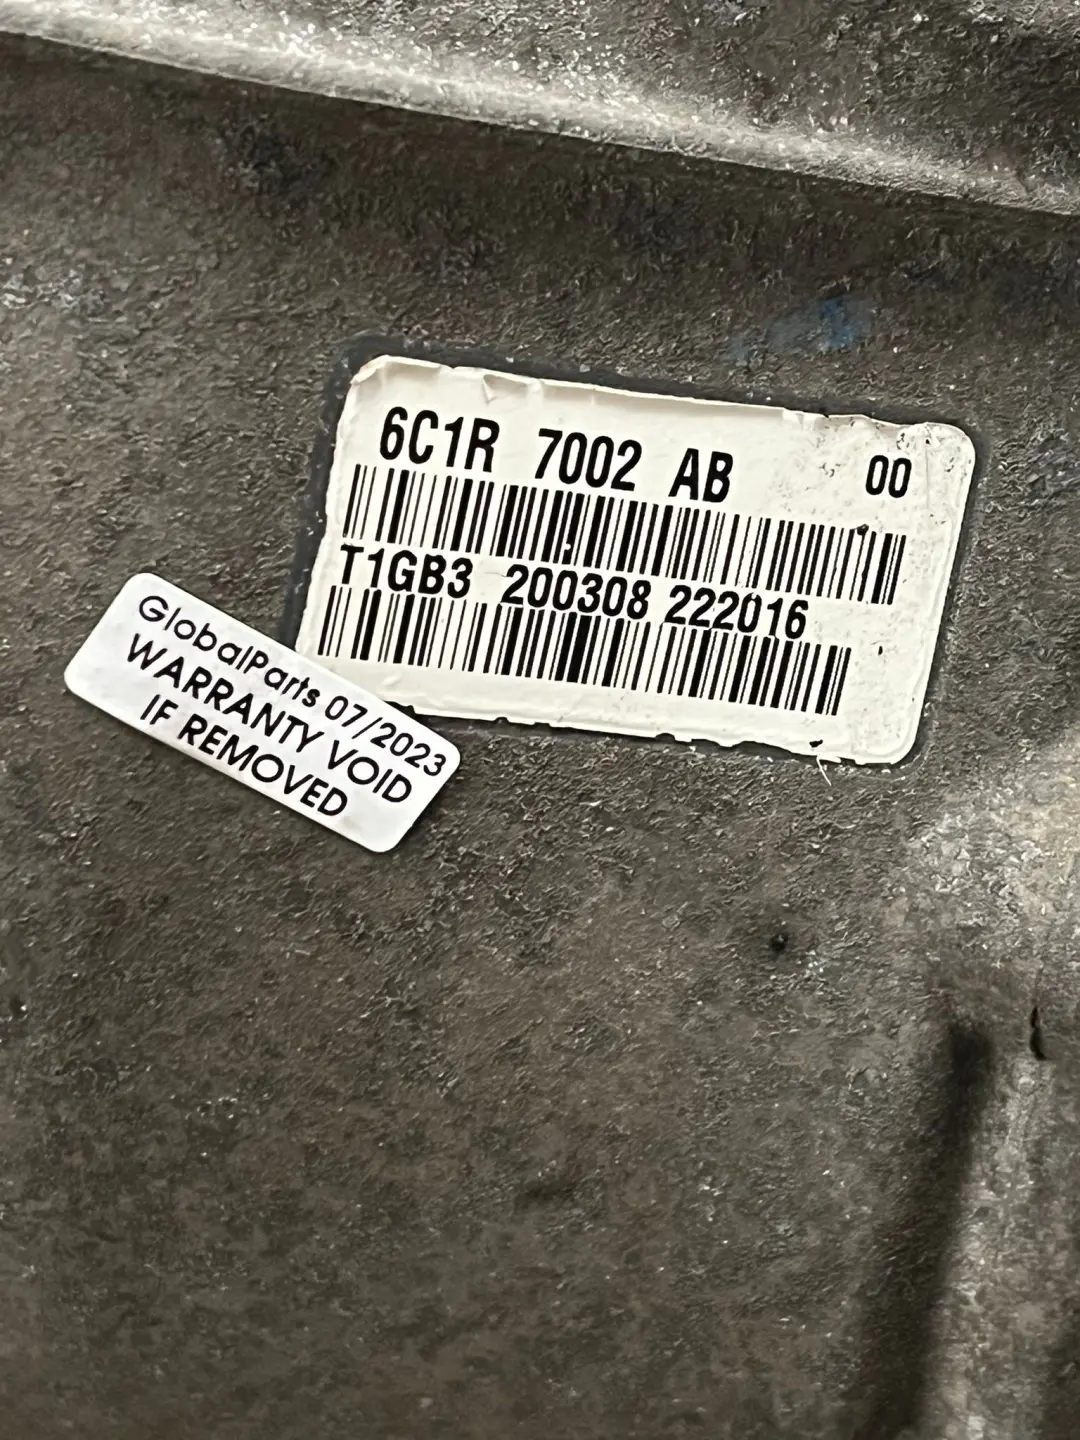 6C1R 7002 AB 00
T1GB3 200308 222016
GlobalParts 07/2023
WARRANTY VOID
IF REMOVED